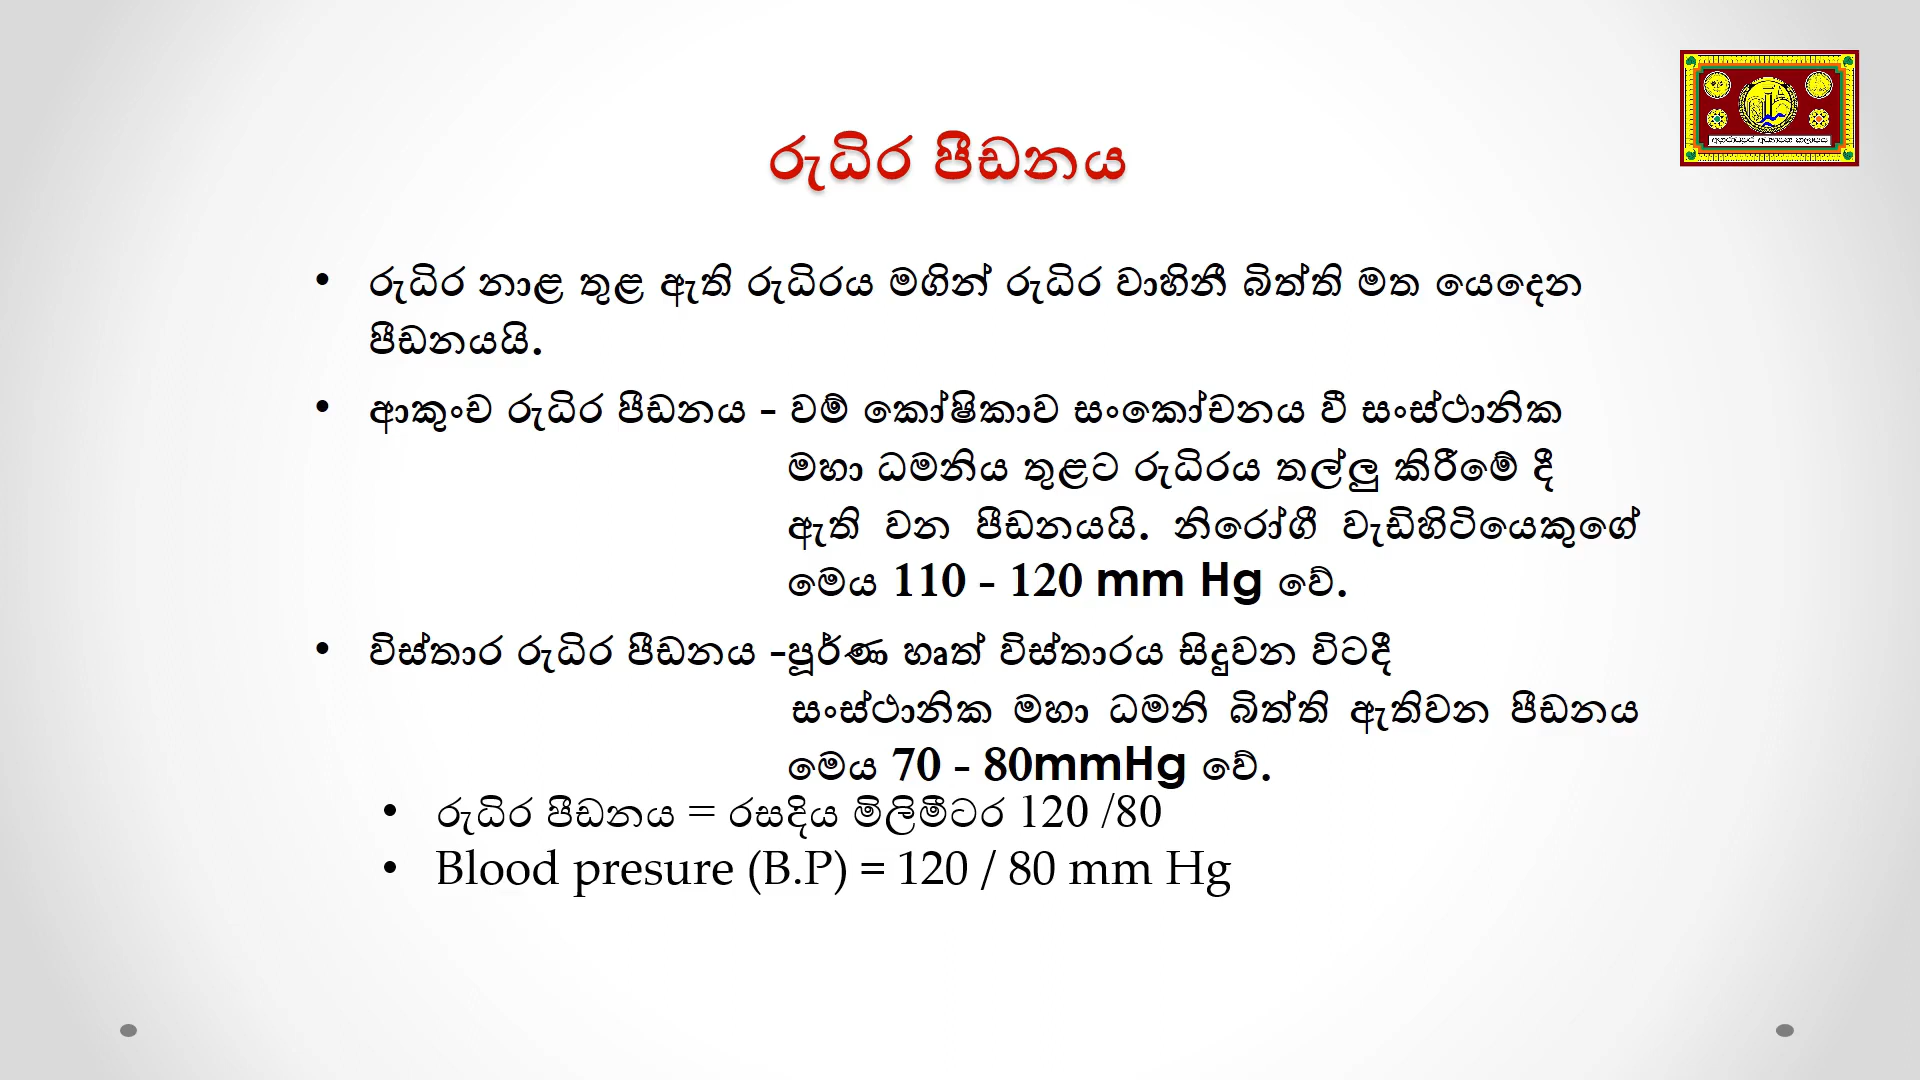 රුධිර පීඩනය
• රුධිර නාළ තුළ ඇති රුධිරය මගින් රුධිර වාහිනී බිත්ති මත යෙදෙන
පීඩනයයි.
• ආකුංච රුධිර පීඩනය – වම් කෝෂිකාව සංකෝචනය වී සංස්ථානික
මහා ධමනිය තුළට රුධිරය තල්ලු කිරීමේ දී
ඇති වන පීඩනයයි. නිරෝගී වැඩිහිටියෙකුගේ
මෙය 110 – 120 mm Hg වේ.
• විස්තාර රුධිර පීඩනය –පූර්ණ හෘත් විස්තාරය සිදුවන විටදී
සංස්ථානික මහා ධමනි බිත්ති ඇතිවන පීඩනය
මෙය 70 – 80mmHg වේ.
• රුධිර පීඩනය = රසදිය මිලිමීටර 120 /80
• Blood presure (B.P) = 120 / 80 mm Hg